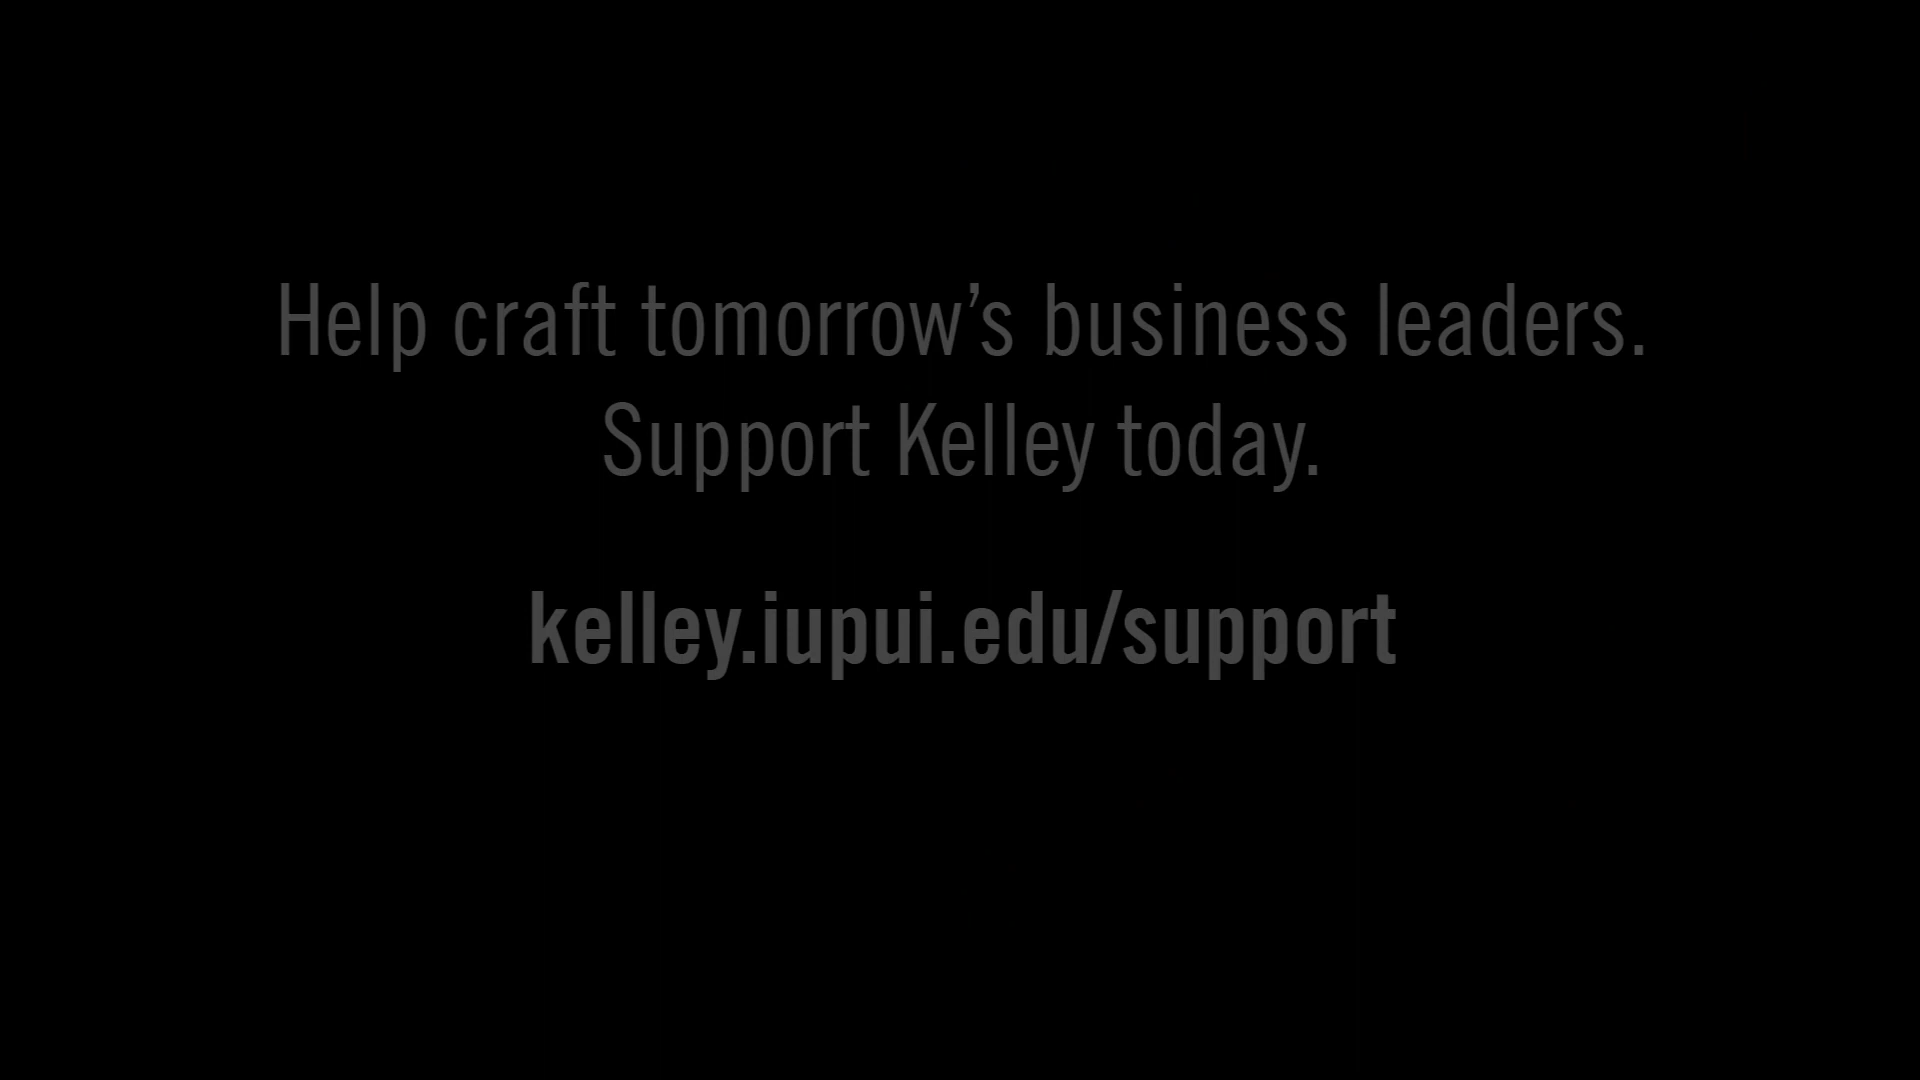 Help craft tomorrow’s business leaders.
Support Kelley today.
kelley.iupui.edu/support